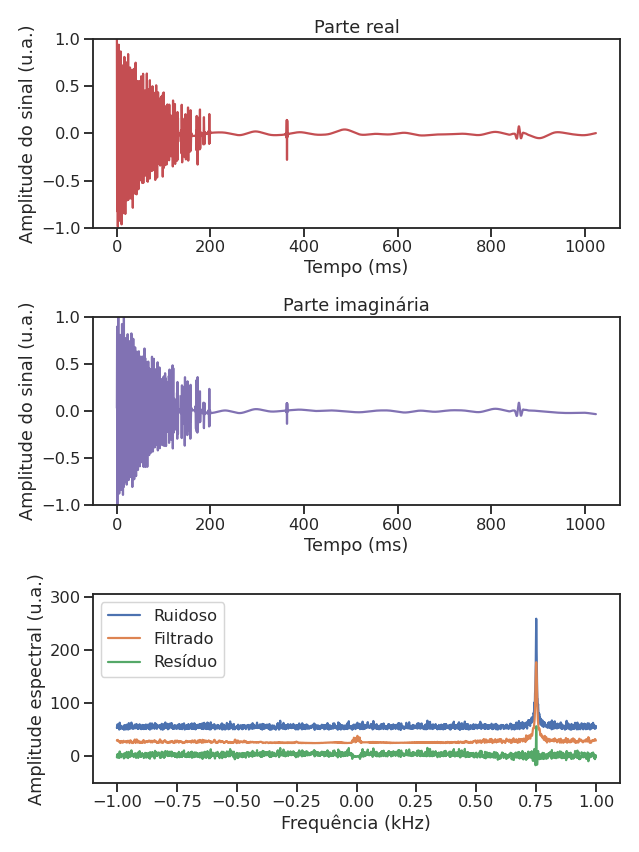 Parte real
Amplitude do sinal (u.a.)
1.0
0.5
0.0
−0.5
−1.0
0 200 400 600 800 1000
Tempo (ms)
Parte imaginária
Amplitude do sinal (u.a.)
1.0
0.5
0.0
−0.5
−1.0
0 200 400 600 800 1000
Tempo (ms)
Amplitude espectral (u.a.)
300
200
100
0
Ruidoso
Filtrado
Resíduo
−1.00 −0.75 −0.50 −0.25 0.00 0.25 0.50 0.75 1.00
Frequência (kHz)